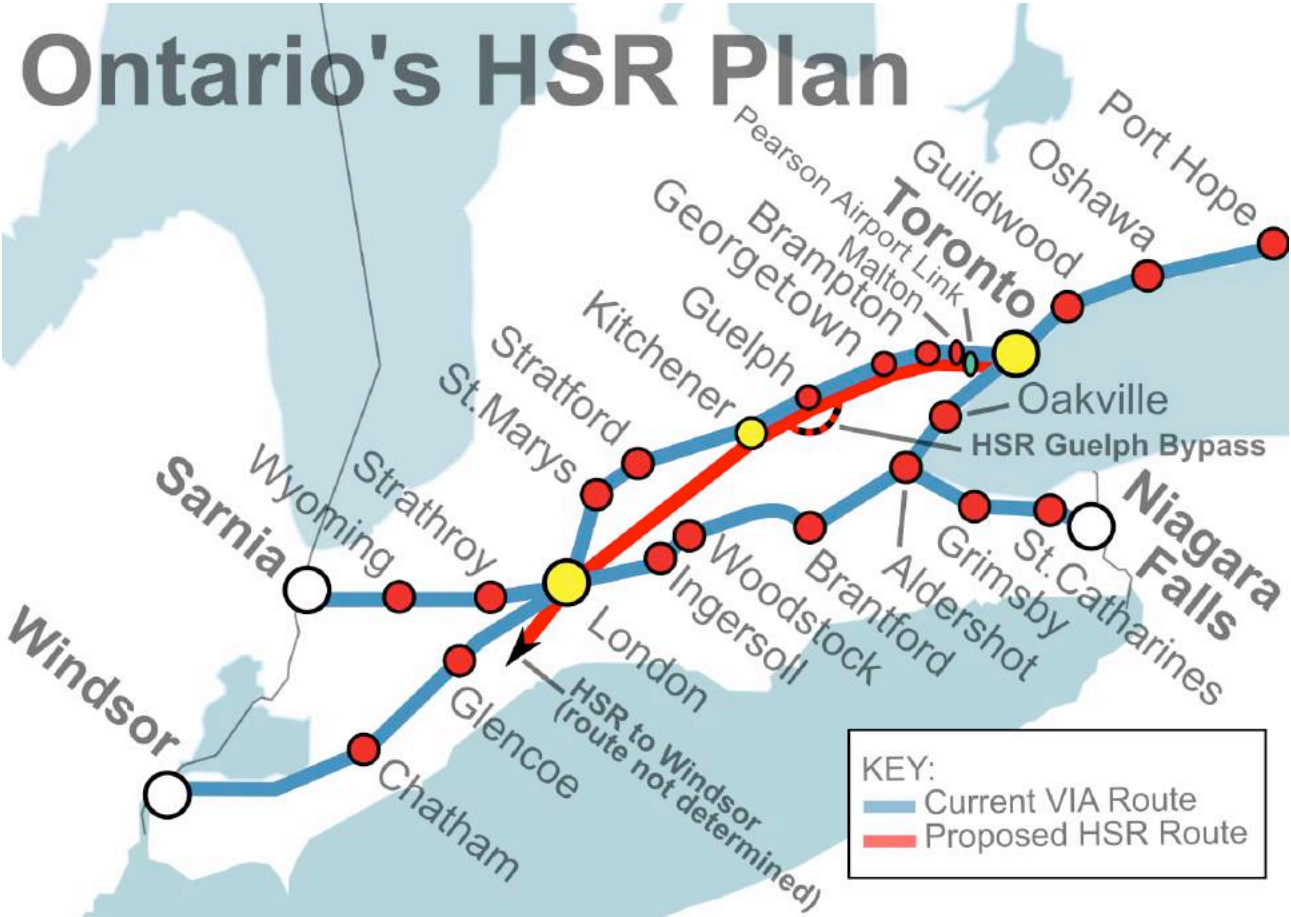 Ontario's HSR Plan
Port Hope
Oshawa
Guildwood
Toronto
Pearson Airport Link
Malton
Brampton
Georgetown
Guelph
Kitchener
Stratford
St.Marys
Strathroy
Wyoming
Sarnia
Windsor
Oakville
HSR Guelph Bypass
Niagara
Falls
St. Catharines
Grimsby
Aldershot
Brantford
Woodstock
Ingersoll
London
HSR to Windsor
(route not determined)
Glencoe
Chatham
KEY:
Current VIA Route
Proposed HSR Route